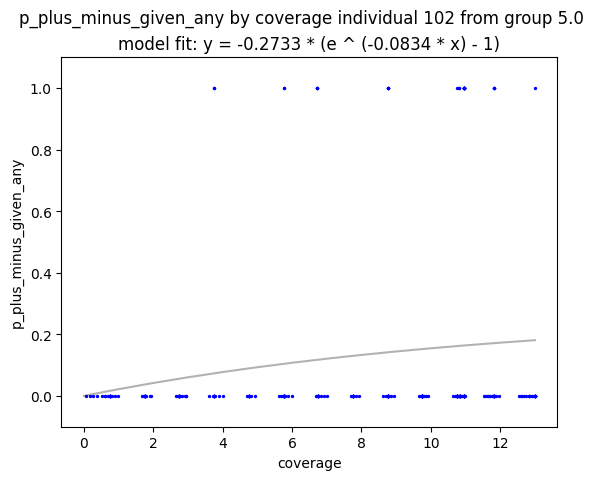 p_plus_minus_given_any by coverage individual 102 from group 5.0
model fit: y = -0.2733 * (e ^ (-0.0834 * x) - 1)
1.0
0.8
0.6
0.4
0.2
0.0
p_plus_minus_given_any
0 2 4 6 8 10 12
coverage